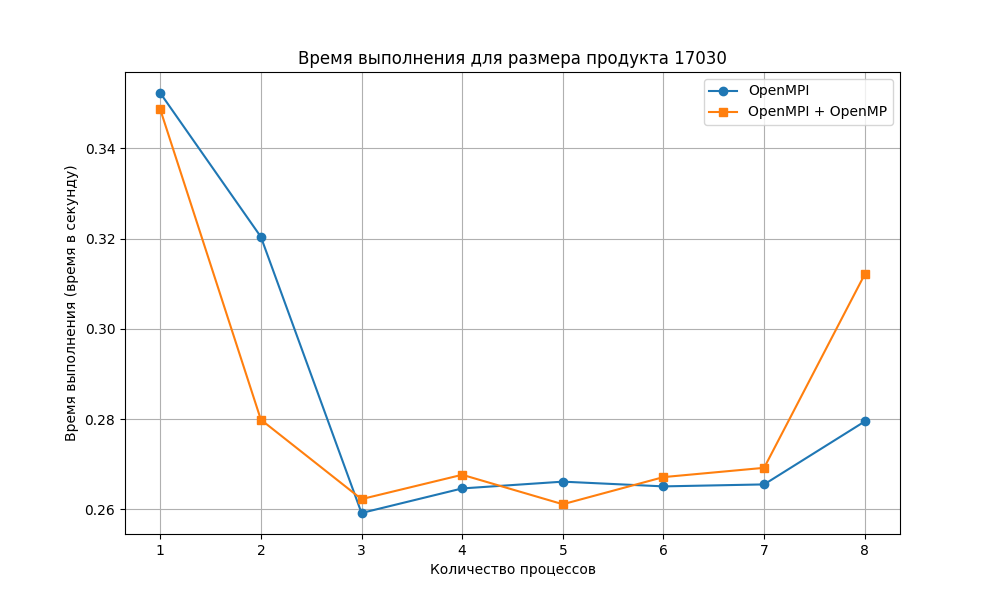 Время выполнения для размера продукта 17030
OpenMPI
OpenMPI + OpenMP
Время выполнения (время в секунду)
0.34
0.32
0.30
0.28
0.26
1 2 3 4 5 6 7 8
Количество процессов